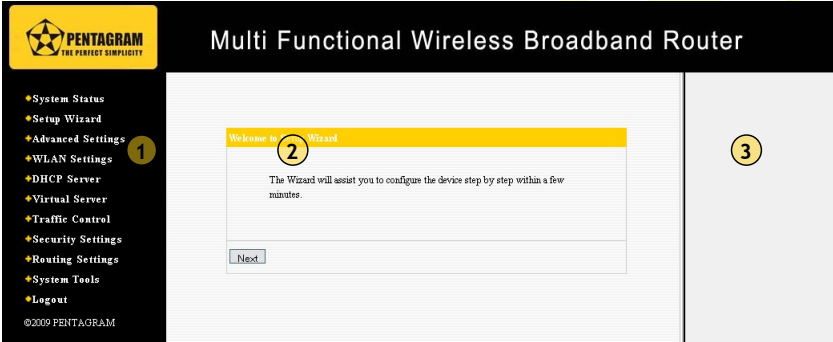 PENTAGRAM
THE PERFECT SIMPLICITY
Multi Functional Wireless Broadband Router
System Status
Setup Wizard
Advanced Settings
WLAN Settings
DHCP Server
Virtual Server
Traffic Control
Security Settings
Routing Settings
System Tools
Logout
©2009 PENTAGRAM
1
Welcome to Wizard
2
The Wizard will assist you to configure the device step by step within a few
minutes.
Next
3